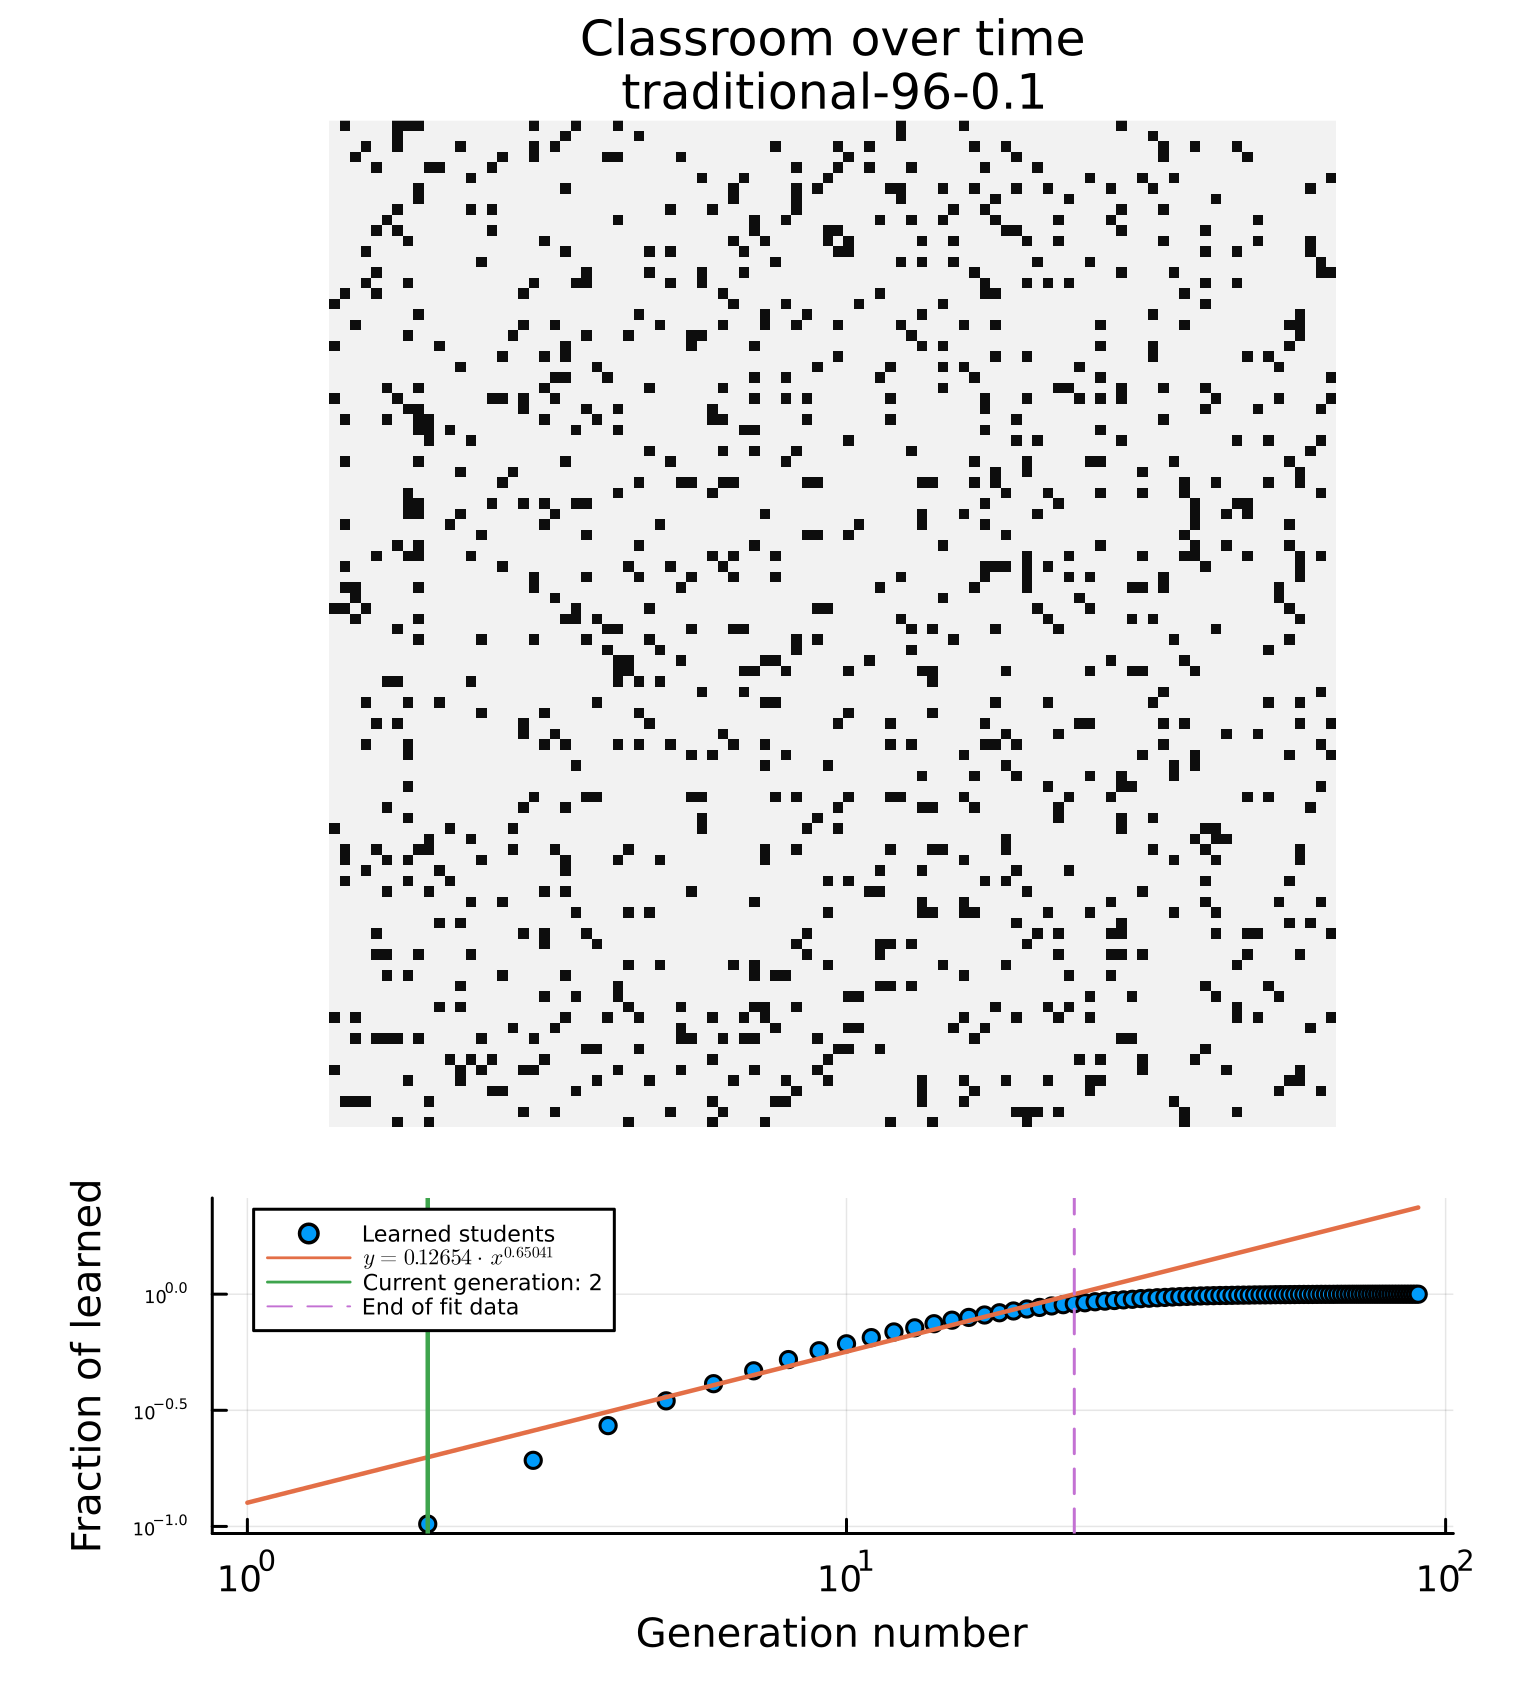 Classroom over time
traditional-96-0.1
Fraction of learned
Learned students
y = 0.12654 · x^0.65041
Current generation: 2
End of fit data
10^0.0
10^−0.5
10^−1.0
10^0
10^1
10^2
Generation number